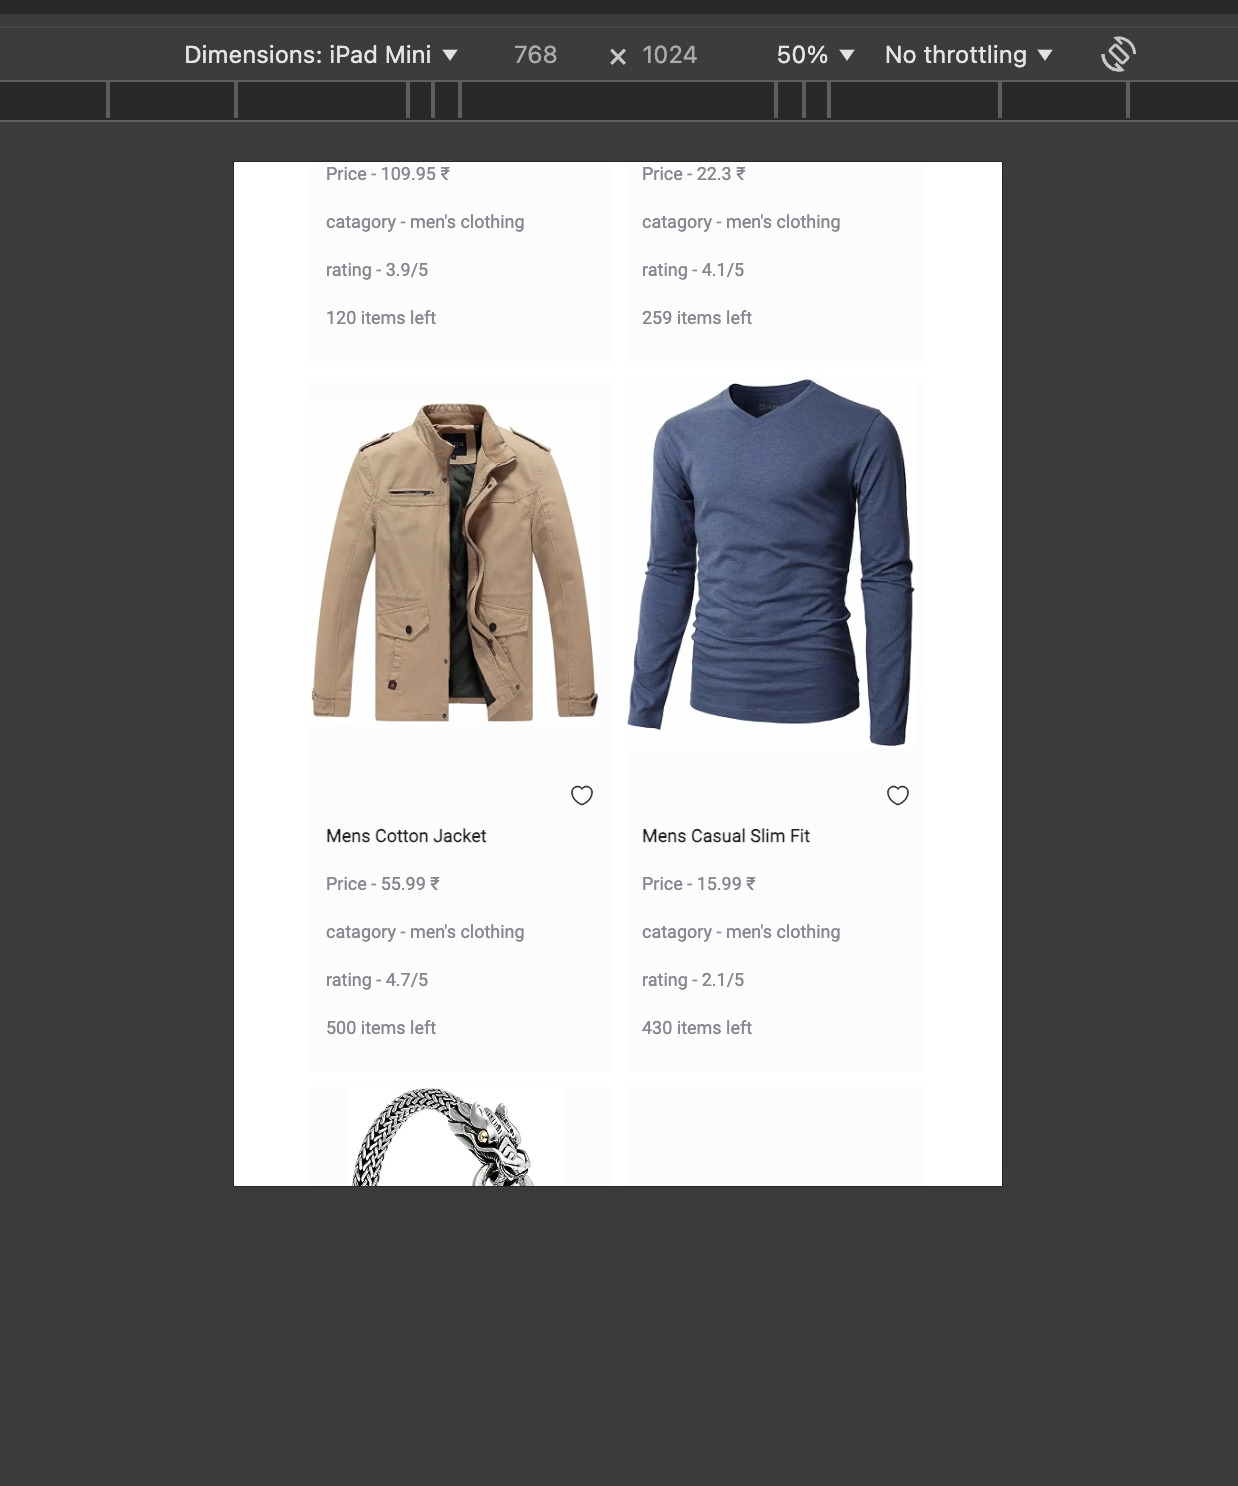 Dimensions: iPad Mini ▼ 768 × 1024 50% ▼ No throttling ▼
Price - 109.95 ₹
catagory - men's clothing
rating - 3.9/5
120 items left
Price - 22.3 ₹
catagory - men's clothing
rating - 4.1/5
259 items left
Mens Cotton Jacket
Price - 55.99 ₹
catagory - men's clothing
rating - 4.7/5
500 items left
Mens Casual Slim Fit
Price - 15.99 ₹
catagory - men's clothing
rating - 2.1/5
430 items left